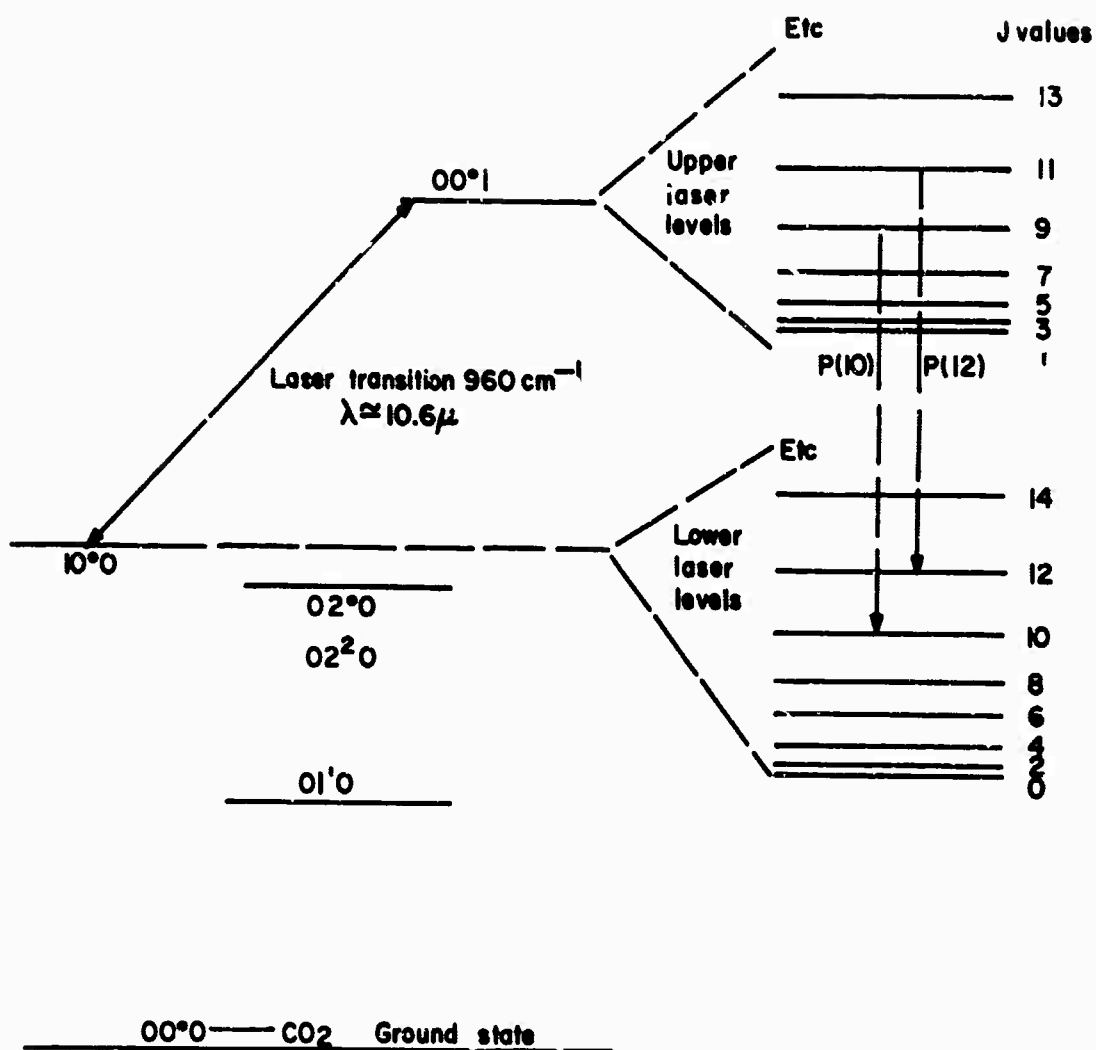 Etc
J values
13
Upper laser levels
11
00°1
9
7
5
3
1
P(10)
P(12)
Laser transition 960 cm⁻¹
λ≃10.6μ
Etc
14
Lower laser levels
10°0
12
02°0
02²0
10
8
6
4
2
0
01'0
00°0 — CO₂ Ground state